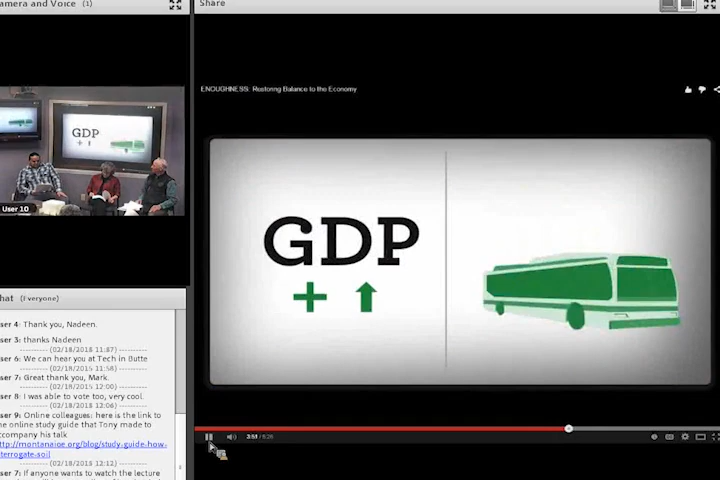 amera and Voice (1)
Share
ENOUGHNESS: Restoring Balance to the Economy
GDP
GDP
User 10
hat (Everyone)
ser 4: Thank you, Nadeen.
ser 3: thanks Nadeen
---------- (02/18/2015 11:87) ----------
ser 6: We can hear you at Tech in Butte
---------- (02/18/2015 11:58) ----------
ser 7: Great thank you, Mark.
---------- (02/18/2015 12:00) ----------
ser 8: I was able to vote too, very cool.
---------- (02/18/2015 12:06) ----------
ser 9: Online colleagues: here is the link to
he online study guide that Tony made to
ccompany his talk
ttp://montanaioe.org/blog/study-guide-how-
terrogate-soil
---------- (02/18/2015 12:12) ----------
ser 7: If anyone wants to watch the lecture
3:51